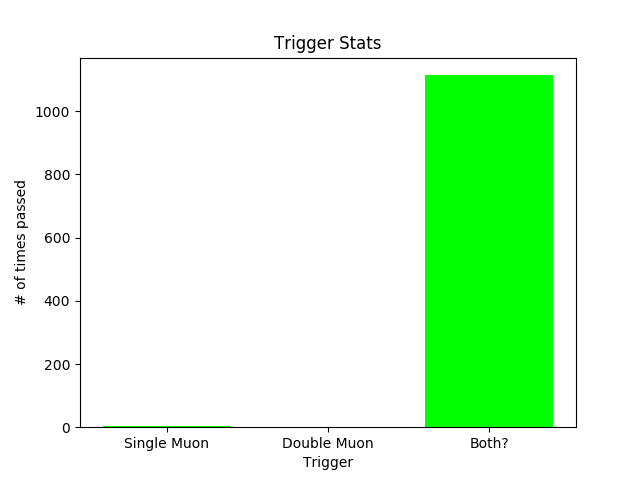 Trigger Stats
# of times passed
1000
800
600
400
200
0
Single Muon
Double Muon
Both?
Trigger